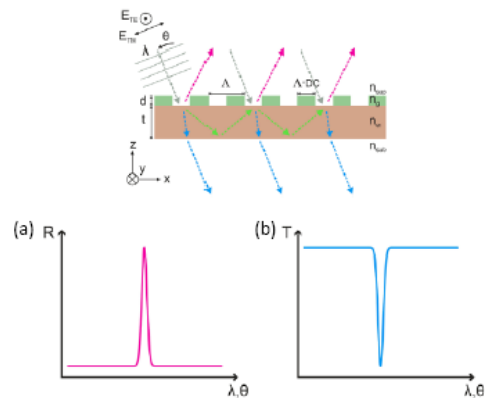 E_TE
E_TM
λ θ
Λ Λ·DC
d
t
n_sup
n_g
n_w
n_sub
z
y x
(a) R
λ,θ
(b) T
λ,θ